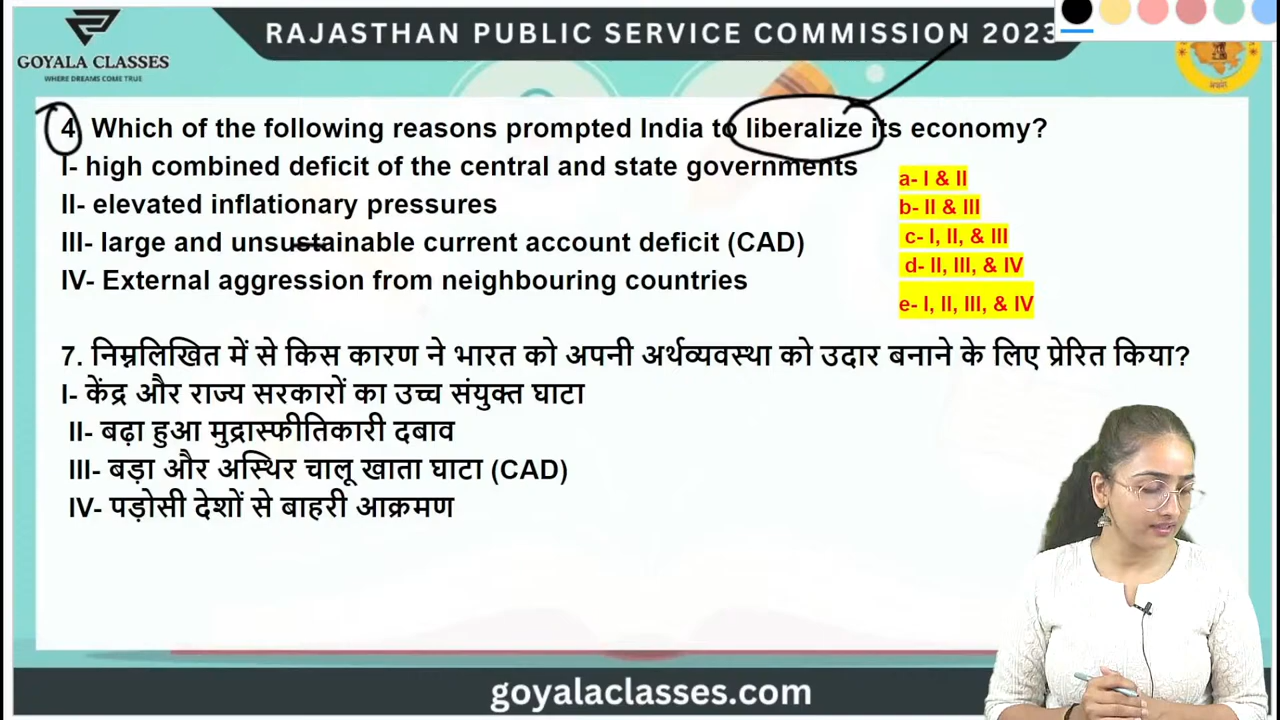 GOYALA CLASSES
WHERE DREAMS COME TRUE
RAJASTHAN PUBLIC SERVICE COMMISSION 2023
4. Which of the following reasons prompted India to liberalize its economy?
I- high combined deficit of the central and state governments
II- elevated inflationary pressures
III- large and unsustainable current account deficit (CAD)
IV- External aggression from neighbouring countries
a- I & II
b- II & III
c- I, II, & III
d- II, III, & IV
e- I, II, III, & IV
7. निम्नलिखित में से किस कारण ने भारत को अपनी अर्थव्यवस्था को उदार बनाने के लिए प्रेरित किया?
I- केंद्र और राज्य सरकारों का उच्च संयुक्त घाटा
II- बढ़ा हुआ मुद्रास्फीतिकारी दबाव
III- बड़ा और अस्थिर चालू खाता घाटा (CAD)
IV- पड़ोसी देशों से बाहरी आक्रमण
goyalaclasses.com